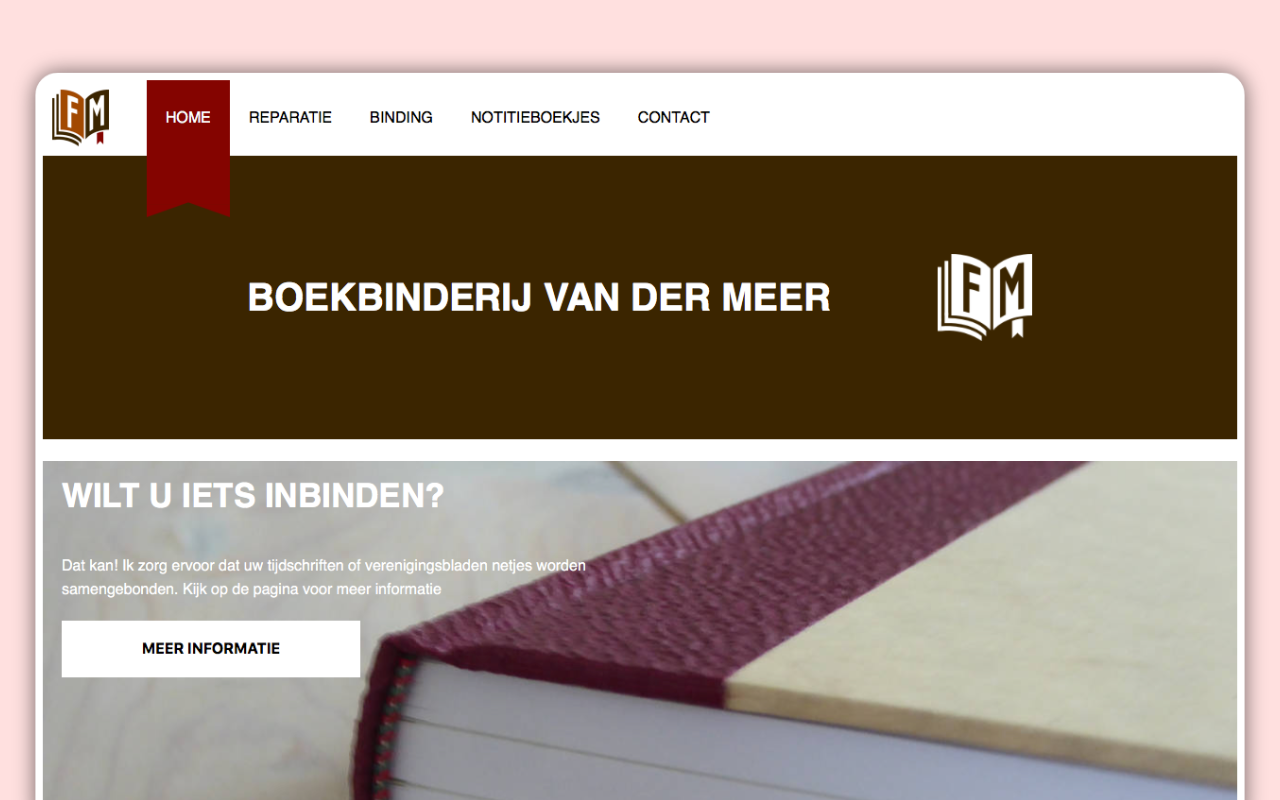 FM
HOME REPARATIE BINDING NOTITIEBOEKJES CONTACT
BOEKBINDERIJ VAN DER MEER
FM
WILT U IETS INBINDEN?
Dat kan! Ik zorg ervoor dat uw tijdschriften of verenigingsbladen netjes worden
samengebonden. Kijk op de pagina voor meer informatie
MEER INFORMATIE